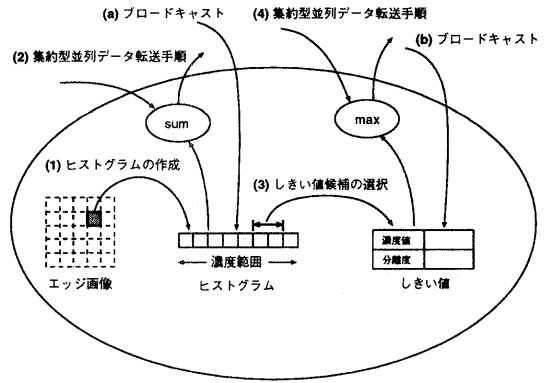 (a) ブロードキャスト
(4) 集約型並列データ転送手順
(b) ブロードキャスト
(2) 集約型並列データ転送手順
sum
max
(1) ヒストグラムの作成
(3) しきい値候補の選択
濃度値
分離度
濃度範囲
エッジ画像
ヒストグラム
しきい値